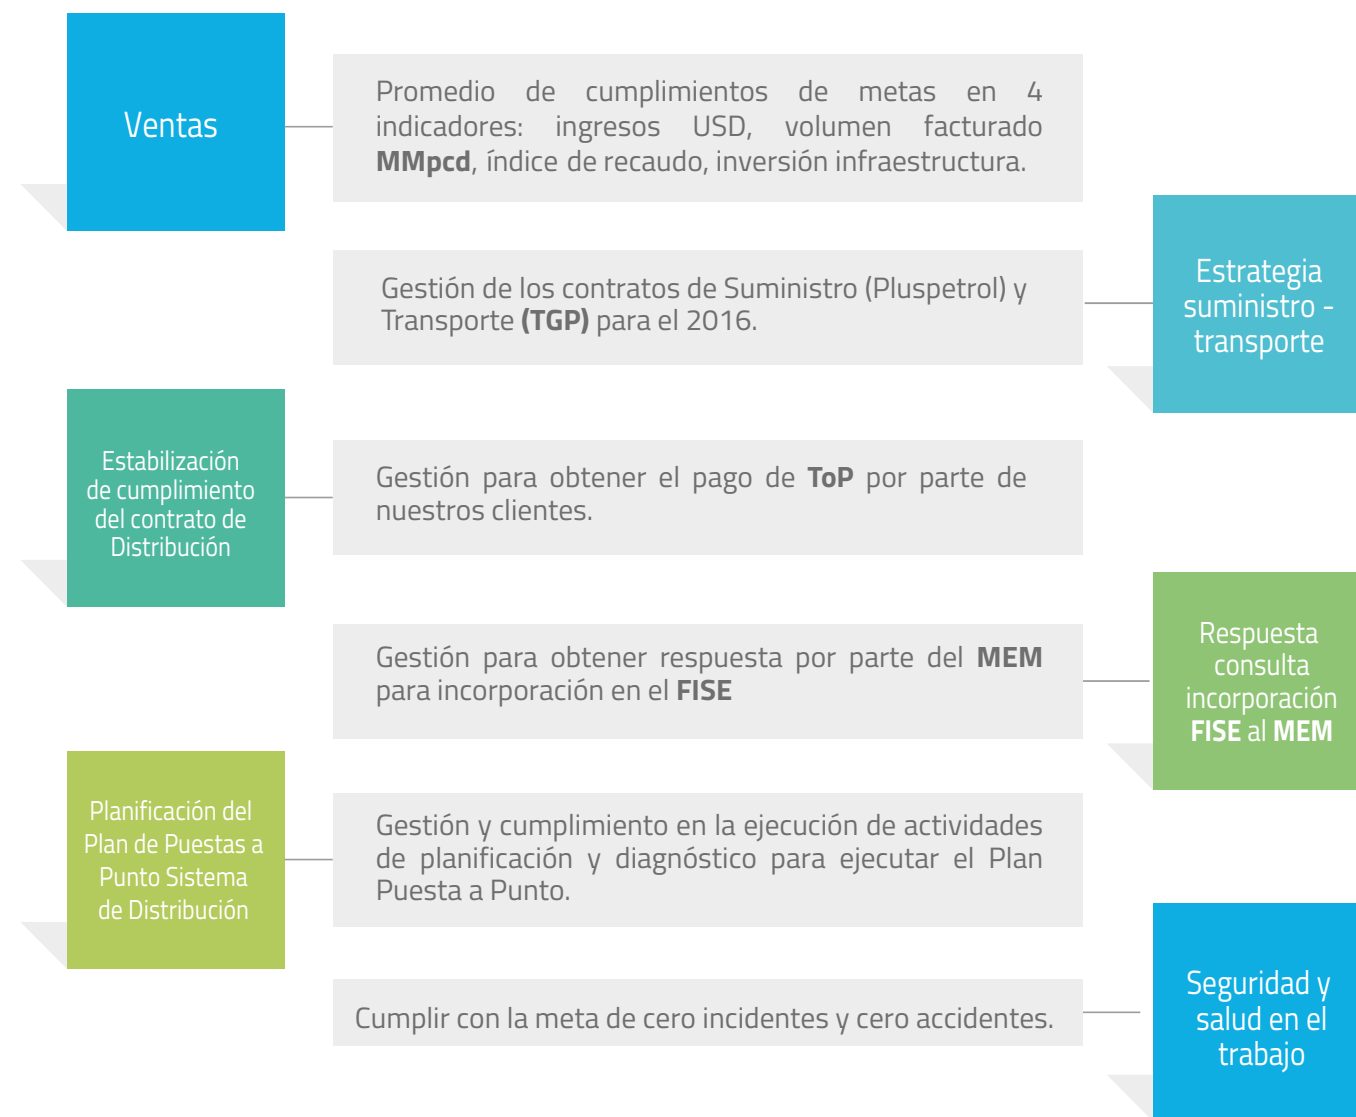 Ventas
Promedio de cumplimientos de metas en 4
indicadores: ingresos USD, volumen facturado
MMpcd, índice de recaudo, inversión infraestructura.
Estrategia
suministro -
transporte
Gestión de los contratos de Suministro (Pluspetrol) y
Transporte (TGP) para el 2016.
Estabilización
de cumplimiento
del contrato de
Distribución
Gestión para obtener el pago de ToP por parte de
nuestros clientes.
Respuesta
consulta
incorporación
FISE al MEM
Gestión para obtener respuesta por parte del MEM
para incorporación en el FISE
Planificación del
Plan de Puestas a
Punto Sistema
de Distribución
Gestión y cumplimiento en la ejecución de actividades
de planificación y diagnóstico para ejecutar el Plan
Puesta a Punto.
Seguridad y
salud en el
trabajo
Cumplir con la meta de cero incidentes y cero accidentes.